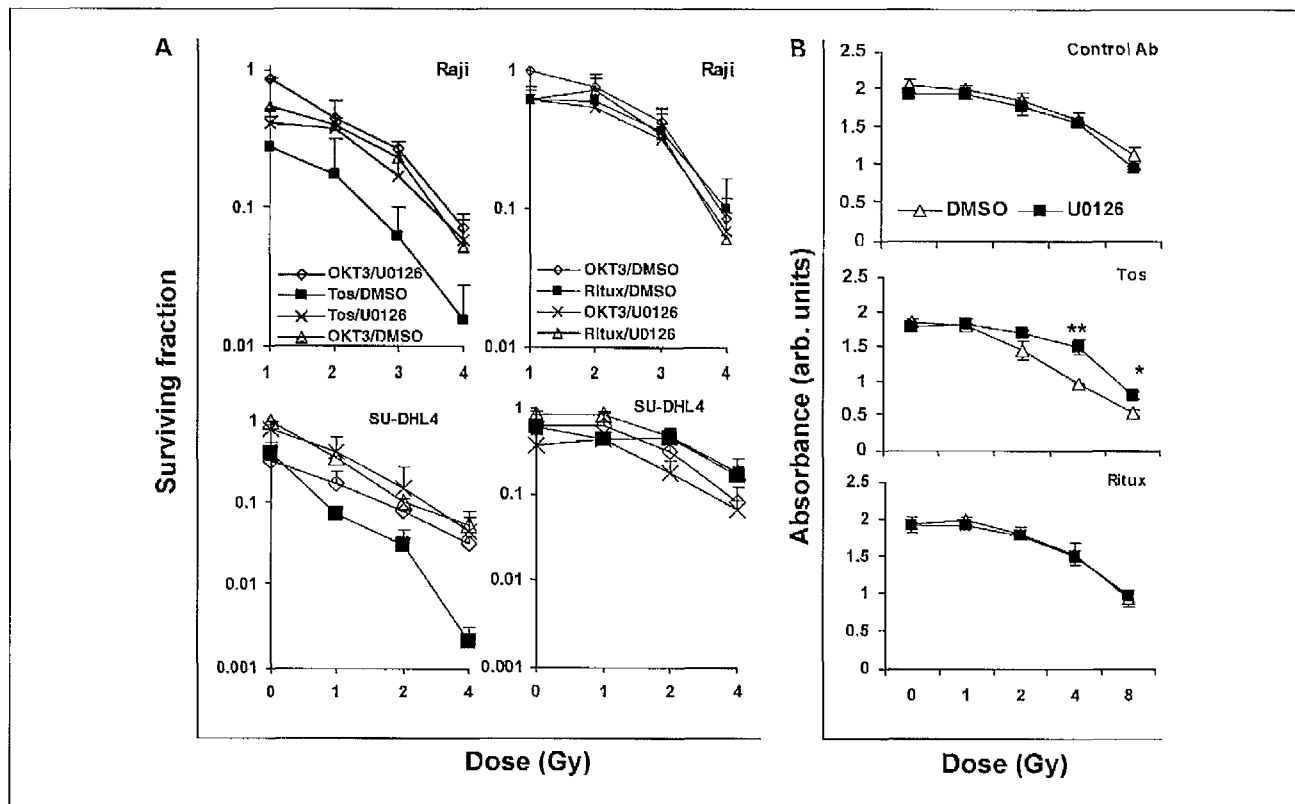 A
Surviving fraction
Raji
1
0.1
0.01
OKT3/U0126
Tos/DMSO
Tos/U0126
OKT3/DMSO
1 2 3 4
Raji
1
0.1
0.01
OKT3/DMSO
Ritux/DMSO
OKT3/U0126
Ritux/U0126
1 2 3 4
SU-DHL4
1
0.1
0.01
0.001
0 1 2 4
SU-DHL4
1
0.1
0.01
0.001
0 1 2 4
Dose (Gy)
B
Absorbance (arb. units)
Control Ab
2.5
2
1.5
1
0.5
0
DMSO U0126
Tos
2.5
2
1.5
1
0.5
0
**
*
Ritux
2.5
2
1.5
1
0.5
0
0 1 2 4 8
Dose (Gy)